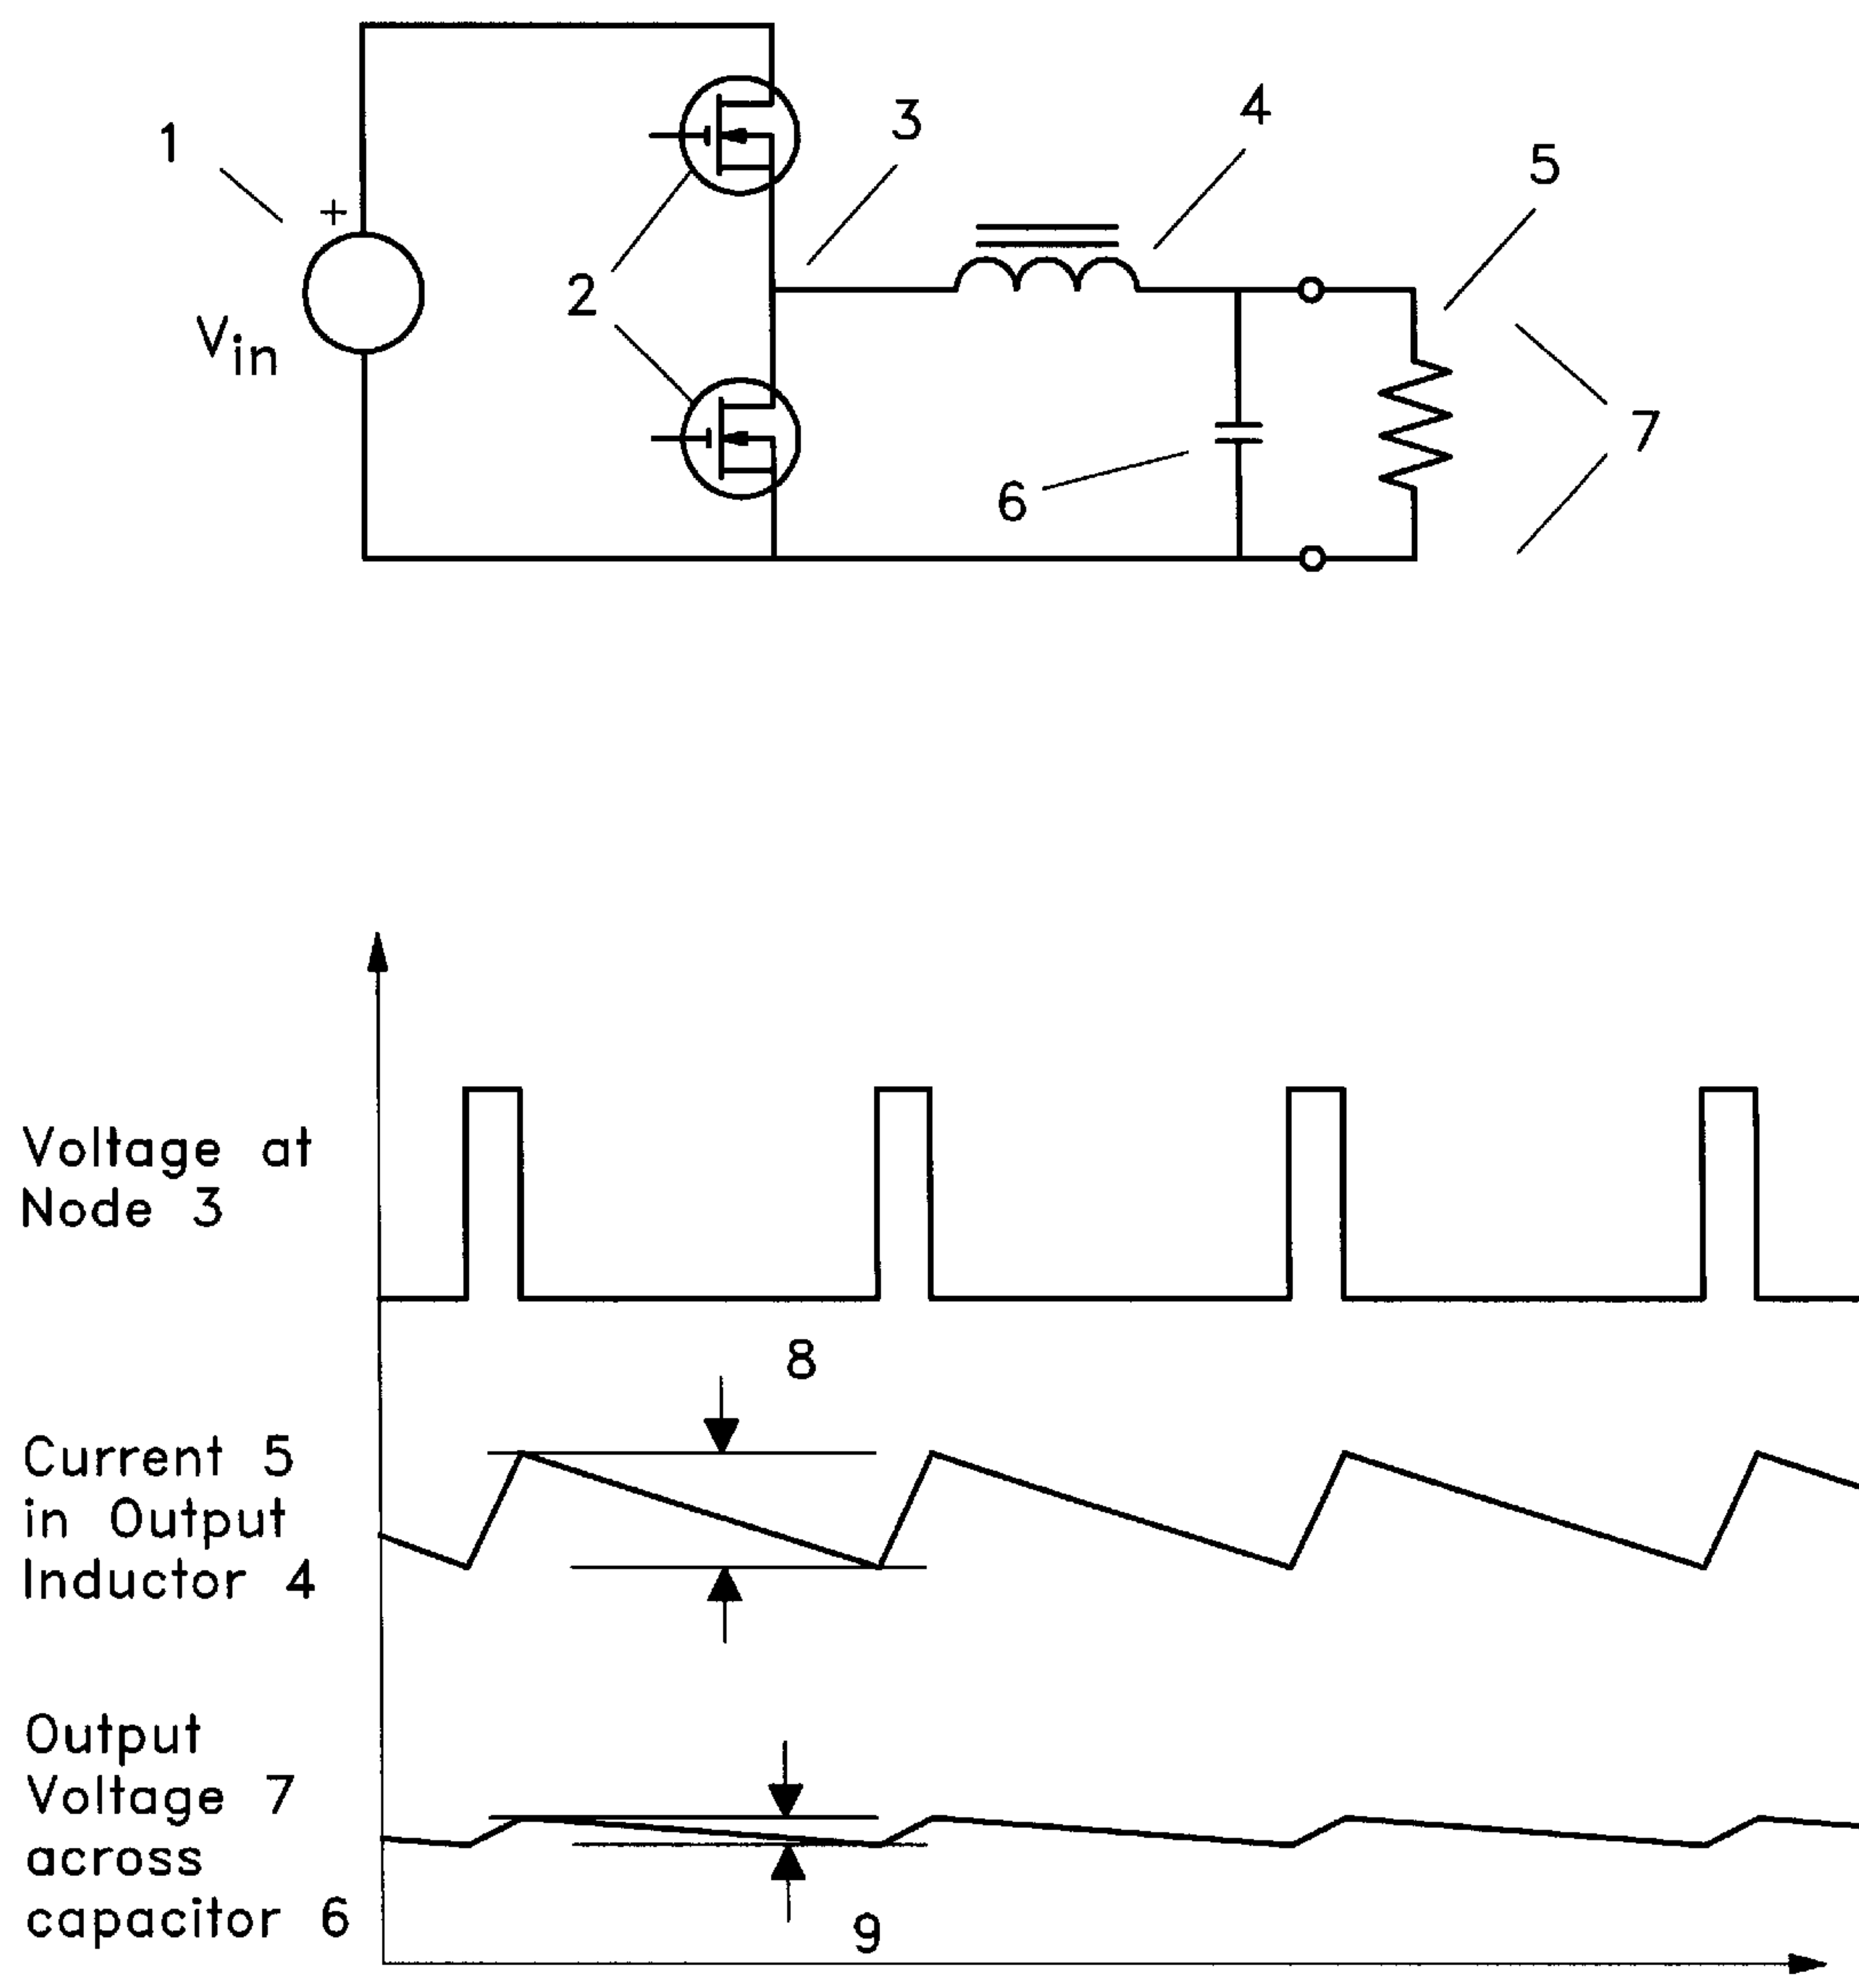 1
+
V_in
2
3
4
5
6
7
Voltage at
Node 3
8
Current 5
in Output
Inductor 4
Output
Voltage 7
across
capacitor 6
9